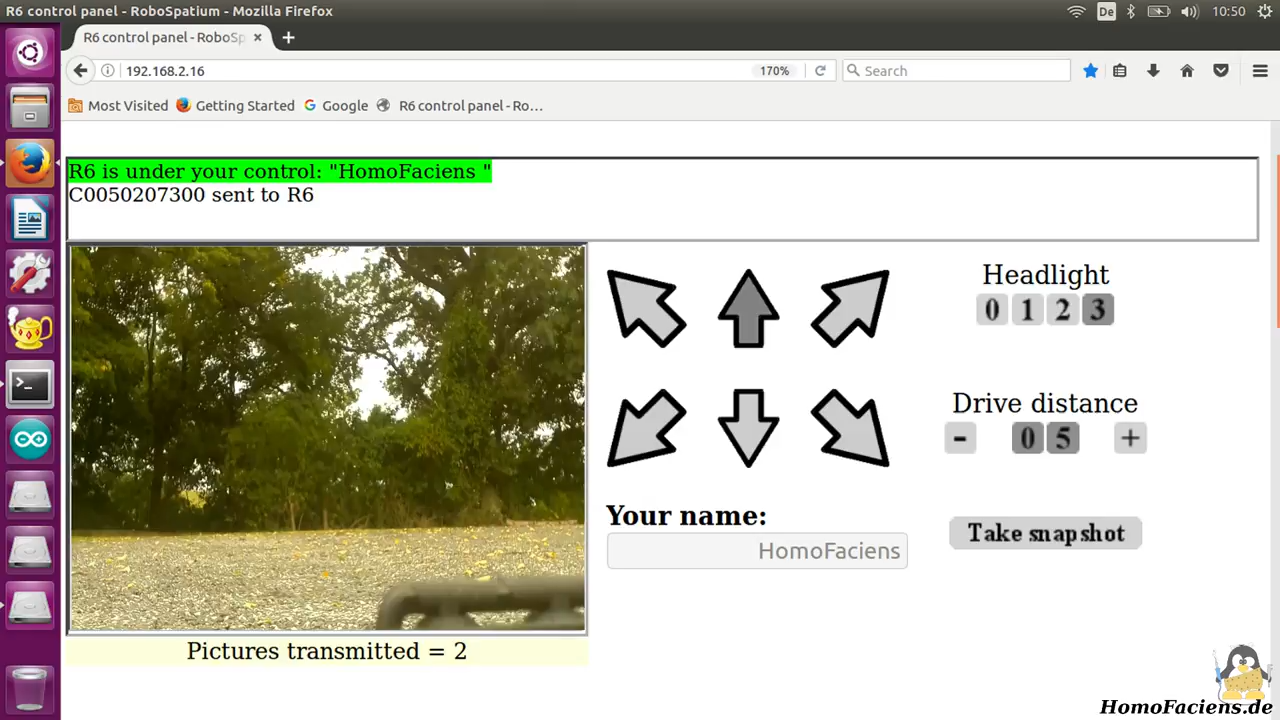 R6 control panel - RoboSpatium - Mozilla Firefox
De
10:50
R6 control panel - RoboSp
192.168.2.16
170%
Search
Most Visited
Getting Started
Google
R6 control panel - Ro...
R6 is under your control: "HomoFaciens "
C0050207300 sent to R6
Headlight
0 1 2 3
Drive distance
- 0 5 +
Your name:
HomoFaciens
Take snapshot
Pictures transmitted = 2
HomoFaciens.de